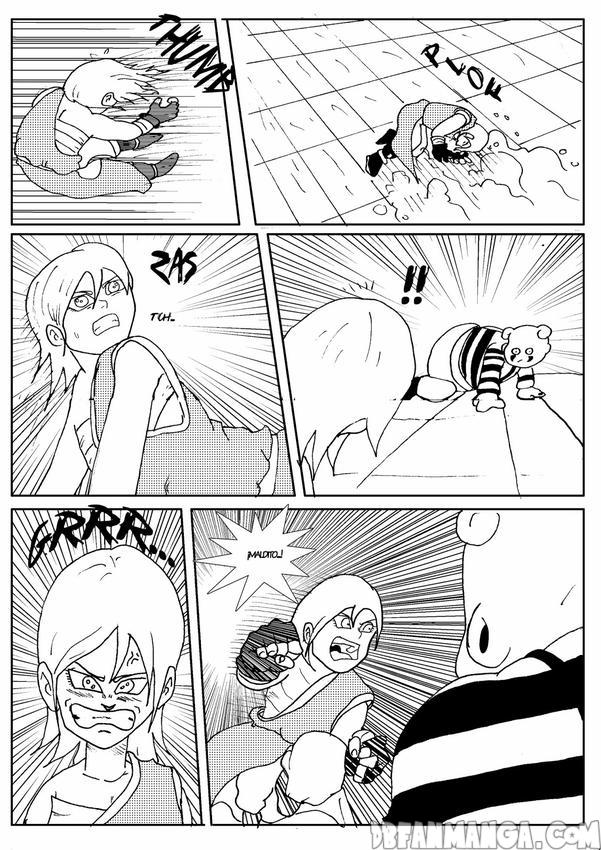 THUMB
PLOF
ZAS
TCH...
!!
GRRR...
¡MALDITO...!
DBFANMANGA.COM